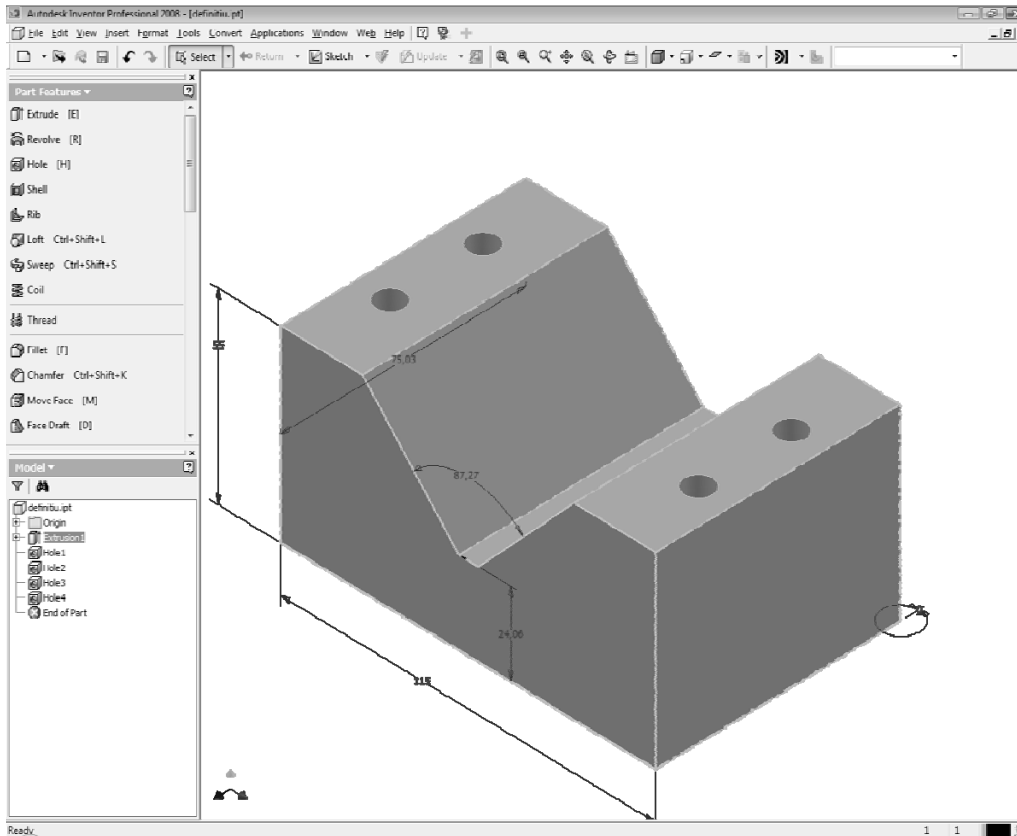 Autodesk Inventor Professional 2008 - [definitiu.ipt]
File Edit View Insert Format Tools Convert Applications Window Web Help
Select Return Sketch Update
Part Features
Extrude [E]
Revolve [R]
Hole [H]
Shell
Rib
Loft Ctrl+Shift+L
Sweep Ctrl+Shift+S
Coil
Thread
Fillet [F]
Chamfer Ctrl+Shift+K
Move Face [M]
Face Draft [D]
Model
definitiu.ipt
Origin
Extrusion1
Hole1
Hole2
Hole3
Hole4
End of Part
55
75,03
87,27
24,06
115
Ready
1 1